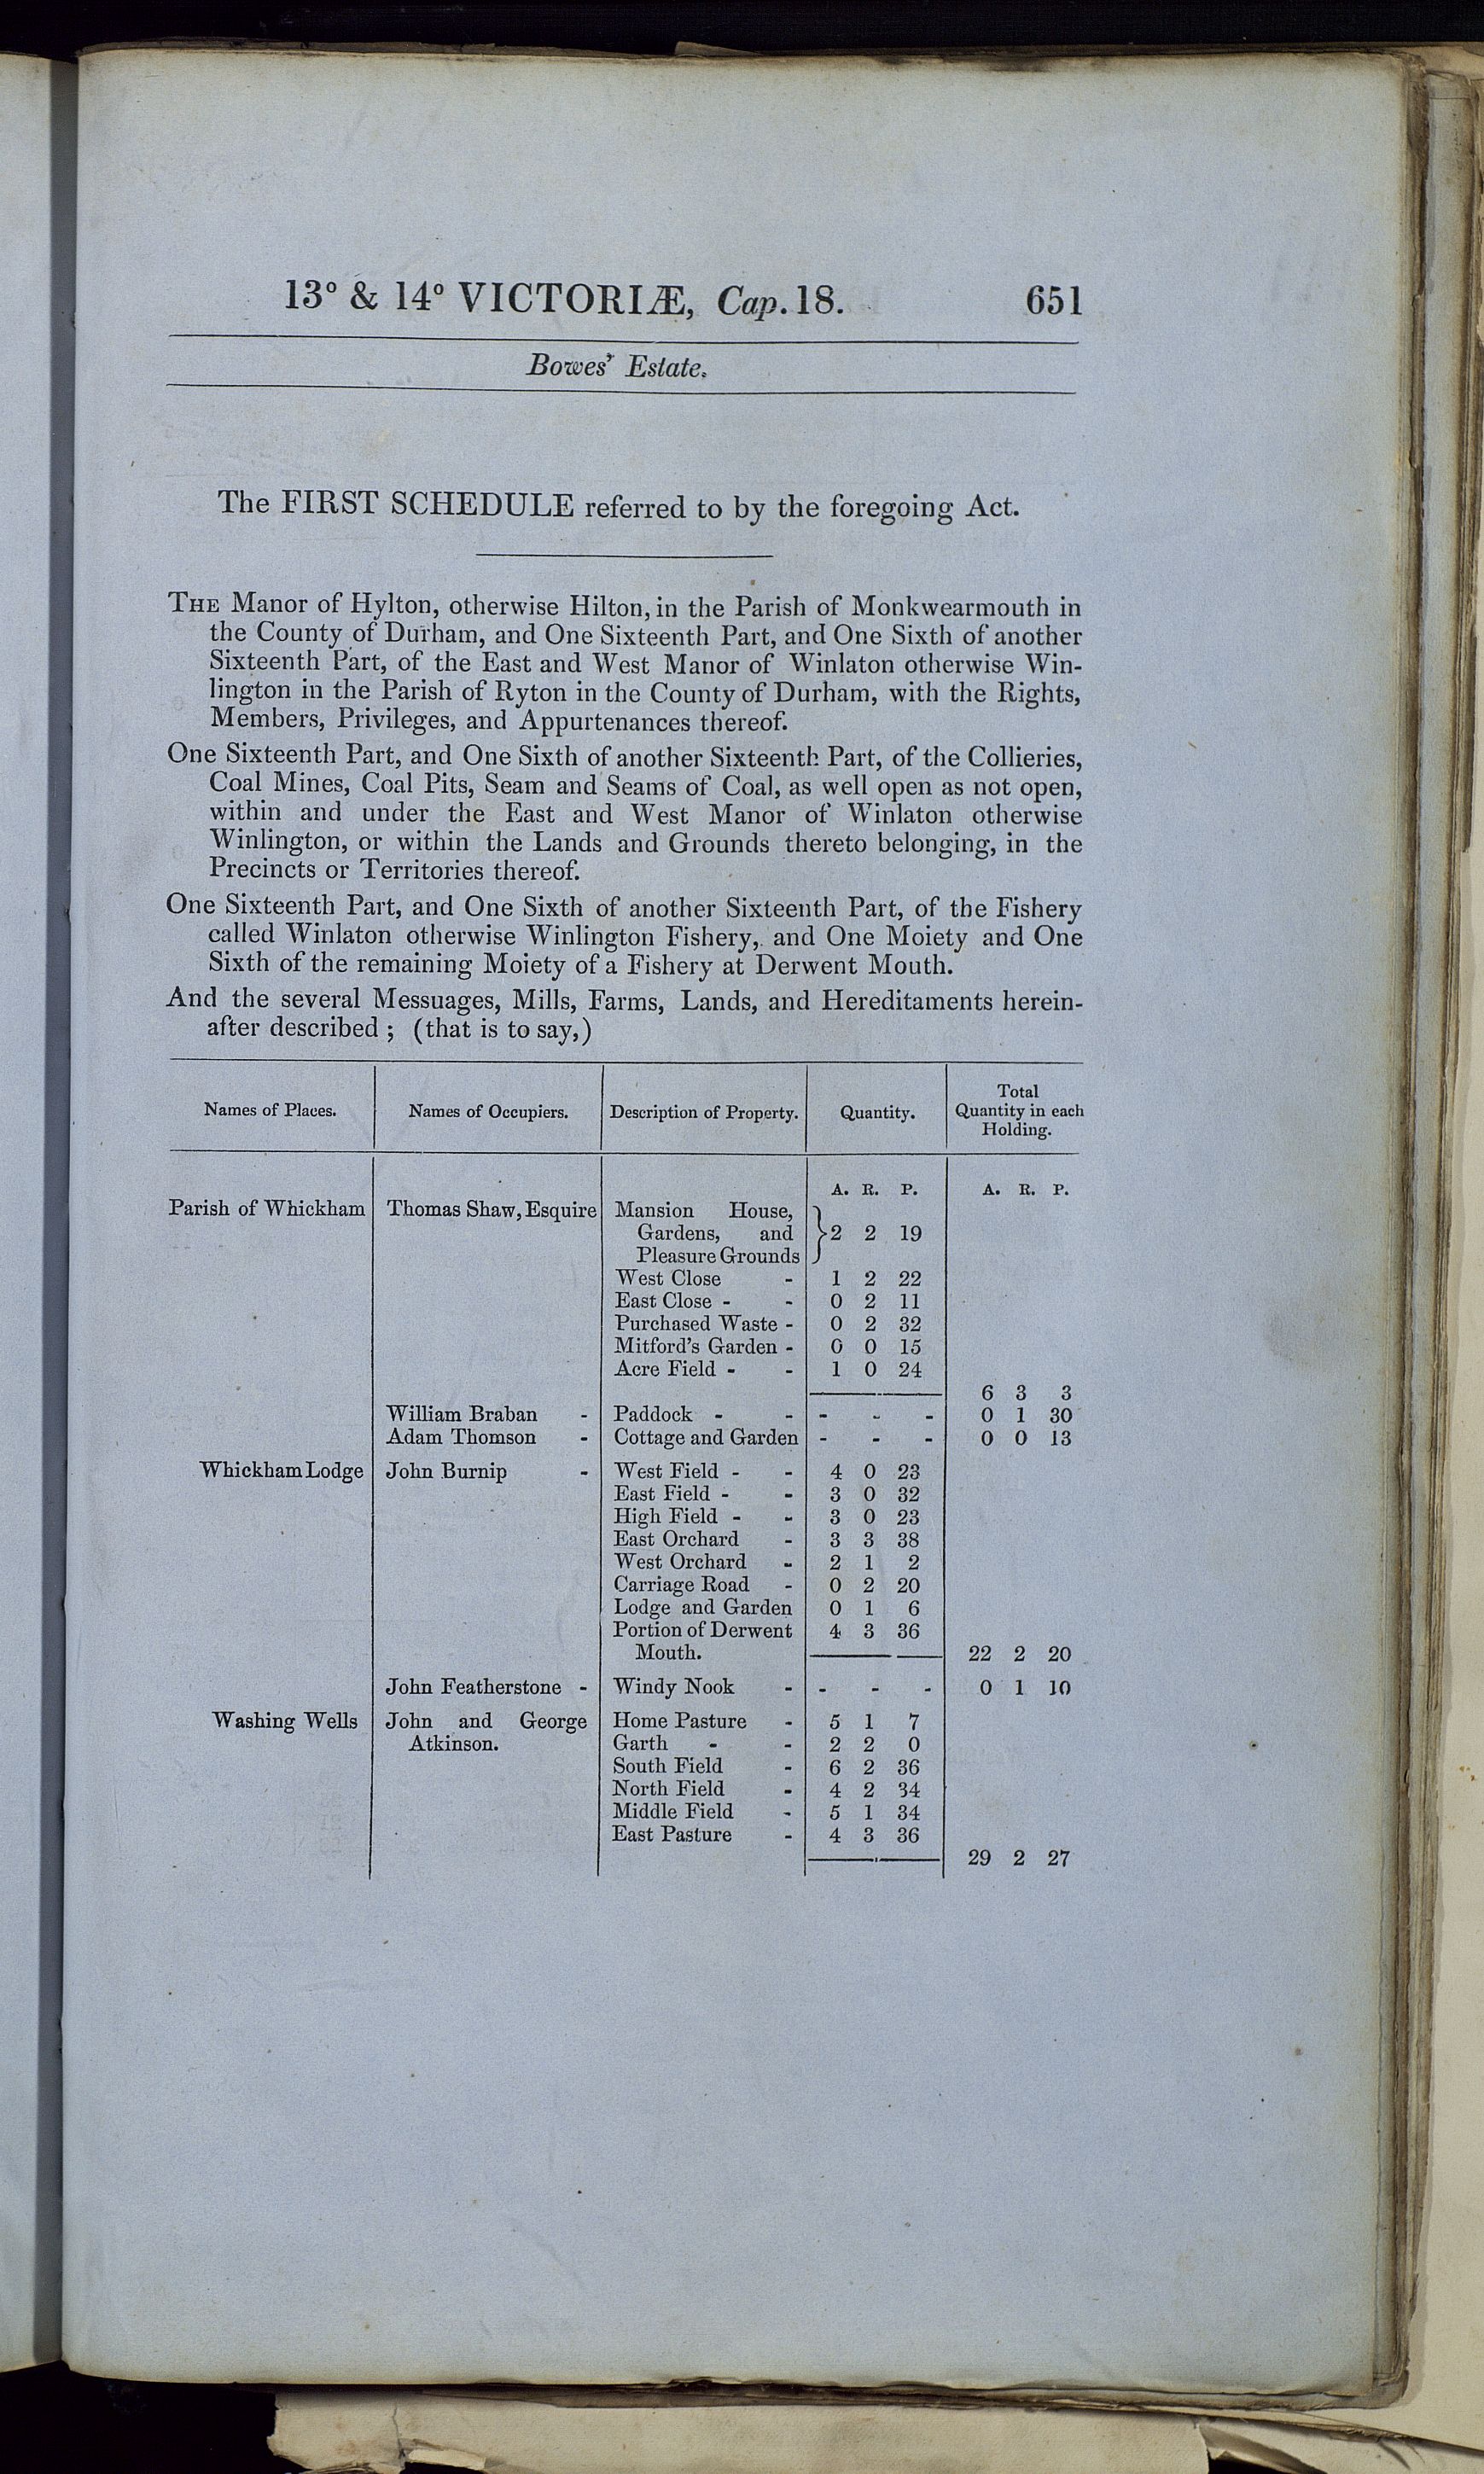 13° & 14° VICTORIÆ, Cap. 18. 651
Bowes' Estate.
The FIRST SCHEDULE referred to by the foregoing Act.
THE Manor of Hylton, otherwise Hilton, in the Parish of Monkwearmouth in
the County of Durham, and One Sixteenth Part, and One Sixth of another
Sixteenth Part, of the East and West Manor of Winlaton otherwise Win-
lington in the Parish of Ryton in the County of Durham, with the Rights,
Members, Privileges, and Appurtenances thereof.
One Sixteenth Part, and One Sixth of another Sixteenth Part, of the Collieries,
Coal Mines, Coal Pits, Seam and Seams of Coal, as well open as not open,
within and under the East and West Manor of Winlaton otherwise
Winlington, or within the Lands and Grounds thereto belonging, in the
Precincts or Territories thereof.
One Sixteenth Part, and One Sixth of another Sixteenth Part, of the Fishery
called Winlaton otherwise Winlington Fishery, and One Moiety and One
Sixth of the remaining Moiety of a Fishery at Derwent Mouth.
And the several Messuages, Mills, Farms, Lands, and Hereditaments herein-
after described; (that is to say,)
Names of Places. Names of Occupiers. Description of Property. Quantity. Total
Quantity in each
Holding.
A. R. P. A. R. P.
Parish of Whickham Thomas Shaw, Esquire Mansion House,
Gardens, and } 2 2 19
Pleasure Grounds
West Close - 1 2 22
East Close - - 0 2 11
Purchased Waste - 0 2 32
Mitford's Garden - 0 0 15
Acre Field - - 1 0 24
6 3 3
William Braban - Paddock - - - - - 0 1 30
Adam Thomson - Cottage and Garden - - - 0 0 13
Whickham Lodge John Burnip - West Field - - 4 0 23
East Field - - 3 0 32
High Field - - 3 0 23
East Orchard - 3 3 38
West Orchard - 2 1 2
Carriage Road - 0 2 20
Lodge and Garden 0 1 6
Portion of Derwent 4 3 36
Mouth. 22 2 20
John Featherstone - Windy Nook - - - - 0 1 10
Washing Wells John and George Home Pasture - 5 1 7
Atkinson. Garth - - 2 2 0
South Field - 6 2 36
North Field - 4 2 34
Middle Field - 5 1 34
East Pasture - 4 3 36
29 2 27